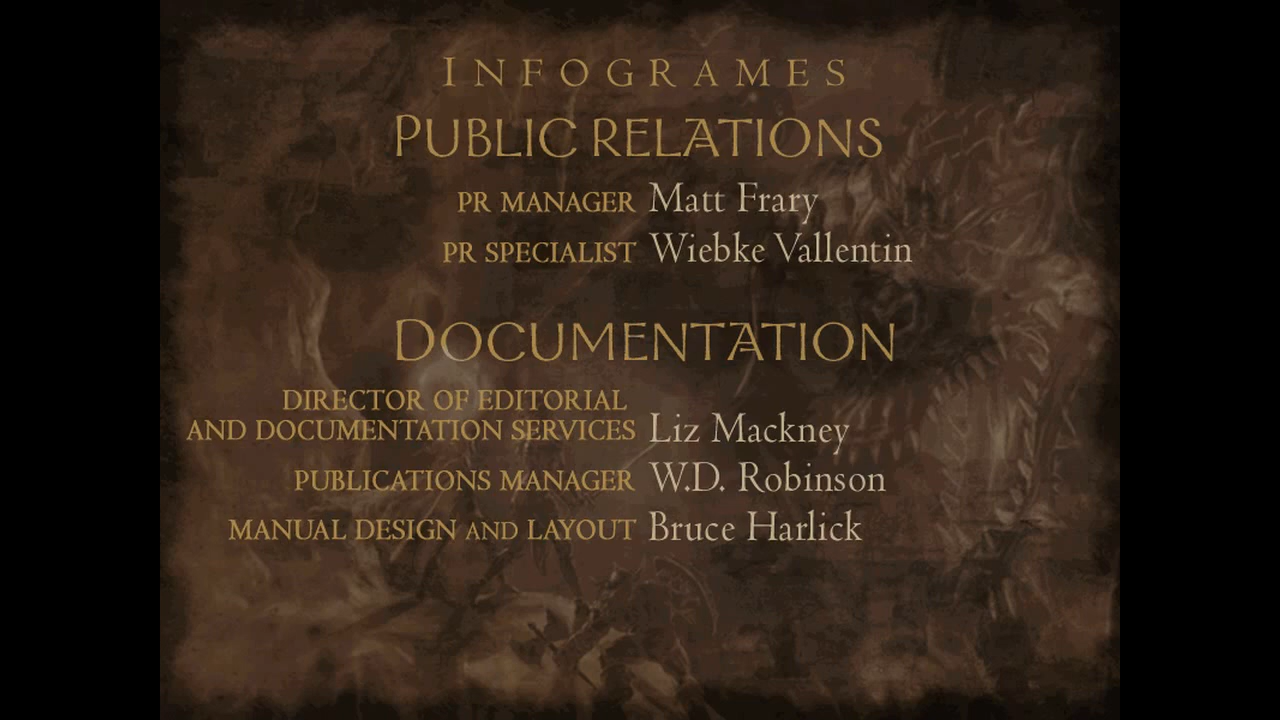 INFOGRAMES
PUBLIC RELATIONS
PR MANAGER Matt Frary
PR SPECIALIST Wiebke Vallentin
DOCUMENTATION
DIRECTOR OF EDITORIAL
AND DOCUMENTATION SERVICES Liz Mackney
PUBLICATIONS MANAGER W.D. Robinson
MANUAL DESIGN AND LAYOUT Bruce Harlick